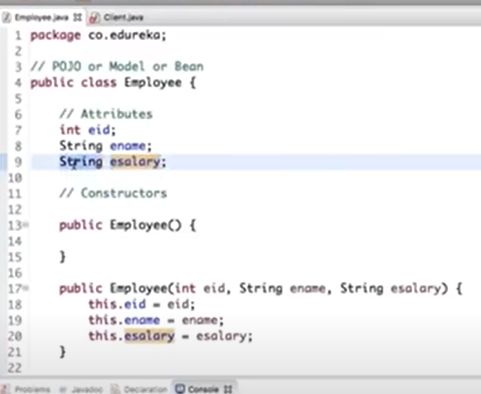 Employee.java Client.java
1 package co.edureka;
2
3 // POJO or Model or Bean
4 public class Employee {
5
6 // Attributes
7 int eid;
8 String ename;
9 String esalary;
10
11 // Constructors
12
13 public Employee() {
14
15 }
16
17 public Employee(int eid, String ename, String esalary) {
18 this.eid = eid;
19 this.ename = ename;
20 this.esalary = esalary;
21 }
22
Problems Javadoc Declaration Console